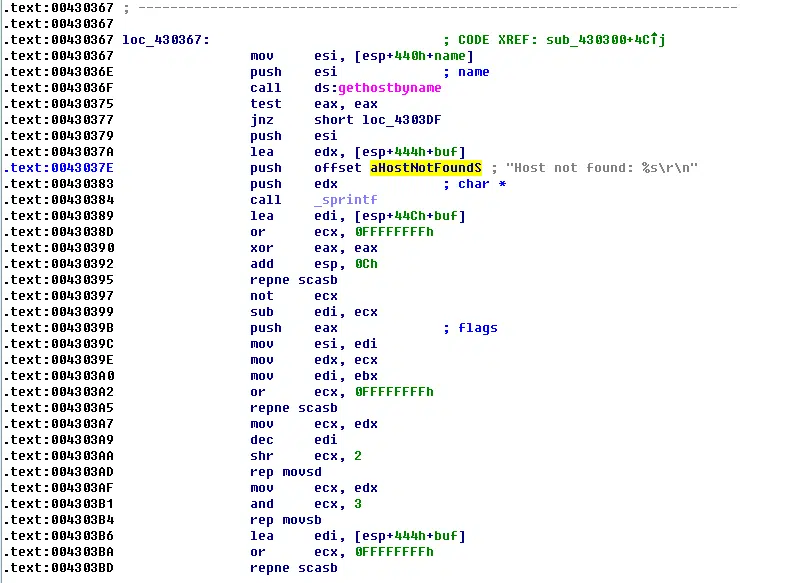 .text:00430367 ; ---------------------------------------------------------------------------
.text:00430367
.text:00430367 loc_430367: ; CODE XREF: sub_430300+4C↑j
.text:00430367 mov esi, [esp+440h+name]
.text:0043036E push esi ; name
.text:0043036F call ds:gethostbyname
.text:00430375 test eax, eax
.text:00430377 jnz short loc_4303DF
.text:00430379 push esi
.text:0043037A lea edx, [esp+444h+buf]
.text:0043037E push offset aHostNotFoundS ; "Host not found: %s\r\n"
.text:00430383 push edx ; char *
.text:00430384 call _sprintf
.text:00430389 lea edi, [esp+44Ch+buf]
.text:0043038D or ecx, 0FFFFFFFFh
.text:00430390 xor eax, eax
.text:00430392 add esp, 0Ch
.text:00430395 repne scasb
.text:00430397 not ecx
.text:00430399 sub edi, ecx
.text:0043039B push eax ; flags
.text:0043039C mov esi, edi
.text:0043039E mov edx, ecx
.text:004303A0 mov edi, ebx
.text:004303A2 or ecx, 0FFFFFFFFh
.text:004303A5 repne scasb
.text:004303A7 mov ecx, edx
.text:004303A9 dec edi
.text:004303AA shr ecx, 2
.text:004303AD rep movsd
.text:004303AF mov ecx, edx
.text:004303B1 and ecx, 3
.text:004303B4 rep movsb
.text:004303B6 lea edi, [esp+444h+buf]
.text:004303BA or ecx, 0FFFFFFFFh
.text:004303BD repne scasb